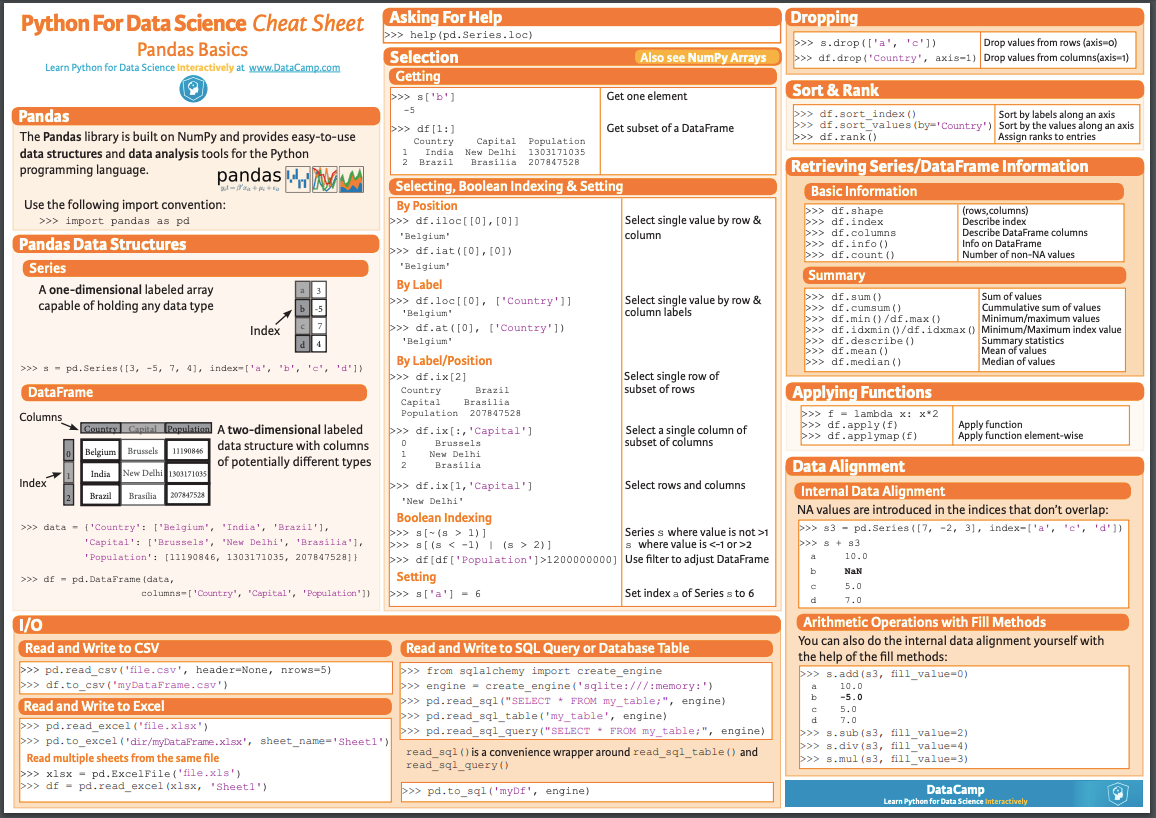 Python For Data Science Cheat Sheet
Pandas Basics
Learn Python for Data Science Interactively at www.DataCamp.com
Pandas
The Pandas library is built on NumPy and provides easy-to-use
data structures and data analysis tools for the Python
programming language.
pandas
Use the following import convention:
>>> import pandas as pd
Pandas Data Structures
Series
A one-dimensional labeled array
capable of holding any data type
Index
a 3
b -5
c 7
d 4
>>> s = pd.Series([3, -5, 7, 4], index=['a', 'b', 'c', 'd'])
DataFrame
Columns
Index
Country Capital Population
0 Belgium Brussels 11190846
1 India New Delhi 1303171035
2 Brazil Brasília 207847528
A two-dimensional labeled
data structure with columns
of potentially different types
>>> data = {'Country': ['Belgium', 'India', 'Brazil'],
'Capital': ['Brussels', 'New Delhi', 'Brasília'],
'Population': [11190846, 1303171035, 207847528]}
>>> df = pd.DataFrame(data,
columns=['Country', 'Capital', 'Population'])
Asking For Help
>>> help(pd.Series.loc)
Selection
Also see NumPy Arrays
Getting
>>> s['b'] Get one element
-5
>>> df[1:] Get subset of a DataFrame
Country Capital Population
1 India New Delhi 1303171035
2 Brazil Brasília 207847528
Selecting, Boolean Indexing & Setting
By Position
>>> df.iloc[[0],[0]] Select single value by row &
'Belgium' column
>>> df.iat([0],[0])
'Belgium'
By Label
>>> df.loc[[0], ['Country']] Select single value by row &
'Belgium' column labels
>>> df.at([0], ['Country'])
'Belgium'
By Label/Position
>>> df.ix[2] Select single row of
Country Brazil subset of rows
Capital Brasília
Population 207847528
>>> df.ix[:,'Capital'] Select a single column of
0 Brussels subset of columns
1 New Delhi
2 Brasília
>>> df.ix[1,'Capital'] Select rows and columns
'New Delhi'
Boolean Indexing
>>> s[~(s > 1)] Series s where value is not >1
>>> s[(s < -1) | (s > 2)] s where value is <-1 or >2
>>> df[df['Population']>1200000000] Use filter to adjust DataFrame
Setting
>>> s['a'] = 6 Set index a of Series s to 6
I/O
Read and Write to CSV
>>> pd.read_csv('file.csv', header=None, nrows=5)
>>> df.to_csv('myDataFrame.csv')
Read and Write to Excel
>>> pd.read_excel('file.xlsx')
>>> pd.to_excel('dir/myDataFrame.xlsx', sheet_name='Sheet1')
Read multiple sheets from the same file
>>> xlsx = pd.ExcelFile('file.xls')
>>> df = pd.read_excel(xlsx, 'Sheet1')
Read and Write to SQL Query or Database Table
>>> from sqlalchemy import create_engine
>>> engine = create_engine('sqlite:///:memory:')
>>> pd.read_sql("SELECT * FROM my_table;", engine)
>>> pd.read_sql_table('my_table', engine)
>>> pd.read_sql_query("SELECT * FROM my_table;", engine)
read_sql() is a convenience wrapper around read_sql_table() and
read_sql_query()
>>> pd.to_sql('myDf', engine)
Dropping
>>> s.drop(['a', 'c']) Drop values from rows (axis=0)
>>> df.drop('Country', axis=1) Drop values from columns(axis=1)
Sort & Rank
>>> df.sort_index() Sort by labels along an axis
>>> df.sort_values(by='Country') Sort by the values along an axis
>>> df.rank() Assign ranks to entries
Retrieving Series/DataFrame Information
Basic Information
>>> df.shape (rows,columns)
>>> df.index Describe index
>>> df.columns Describe DataFrame columns
>>> df.info() Info on DataFrame
>>> df.count() Number of non-NA values
Summary
>>> df.sum() Sum of values
>>> df.cumsum() Cummulative sum of values
>>> df.min()/df.max() Minimum/maximum values
>>> df.idxmin()/df.idxmax() Minimum/Maximum index value
>>> df.describe() Summary statistics
>>> df.mean() Mean of values
>>> df.median() Median of values
Applying Functions
>>> f = lambda x: x*2
>>> df.apply(f) Apply function
>>> df.applymap(f) Apply function element-wise
Data Alignment
Internal Data Alignment
NA values are introduced in the indices that don't overlap:
>>> s3 = pd.Series([7, -2, 3], index=['a', 'c', 'd'])
>>> s + s3
a 10.0
b NaN
c 5.0
d 7.0
Arithmetic Operations with Fill Methods
You can also do the internal data alignment yourself with
the help of the fill methods:
>>> s.add(s3, fill_value=0)
a 10.0
b -5.0
c 5.0
d 7.0
>>> s.sub(s3, fill_value=2)
>>> s.div(s3, fill_value=4)
>>> s.mul(s3, fill_value=3)
DataCamp
Learn Python for Data Science Interactively